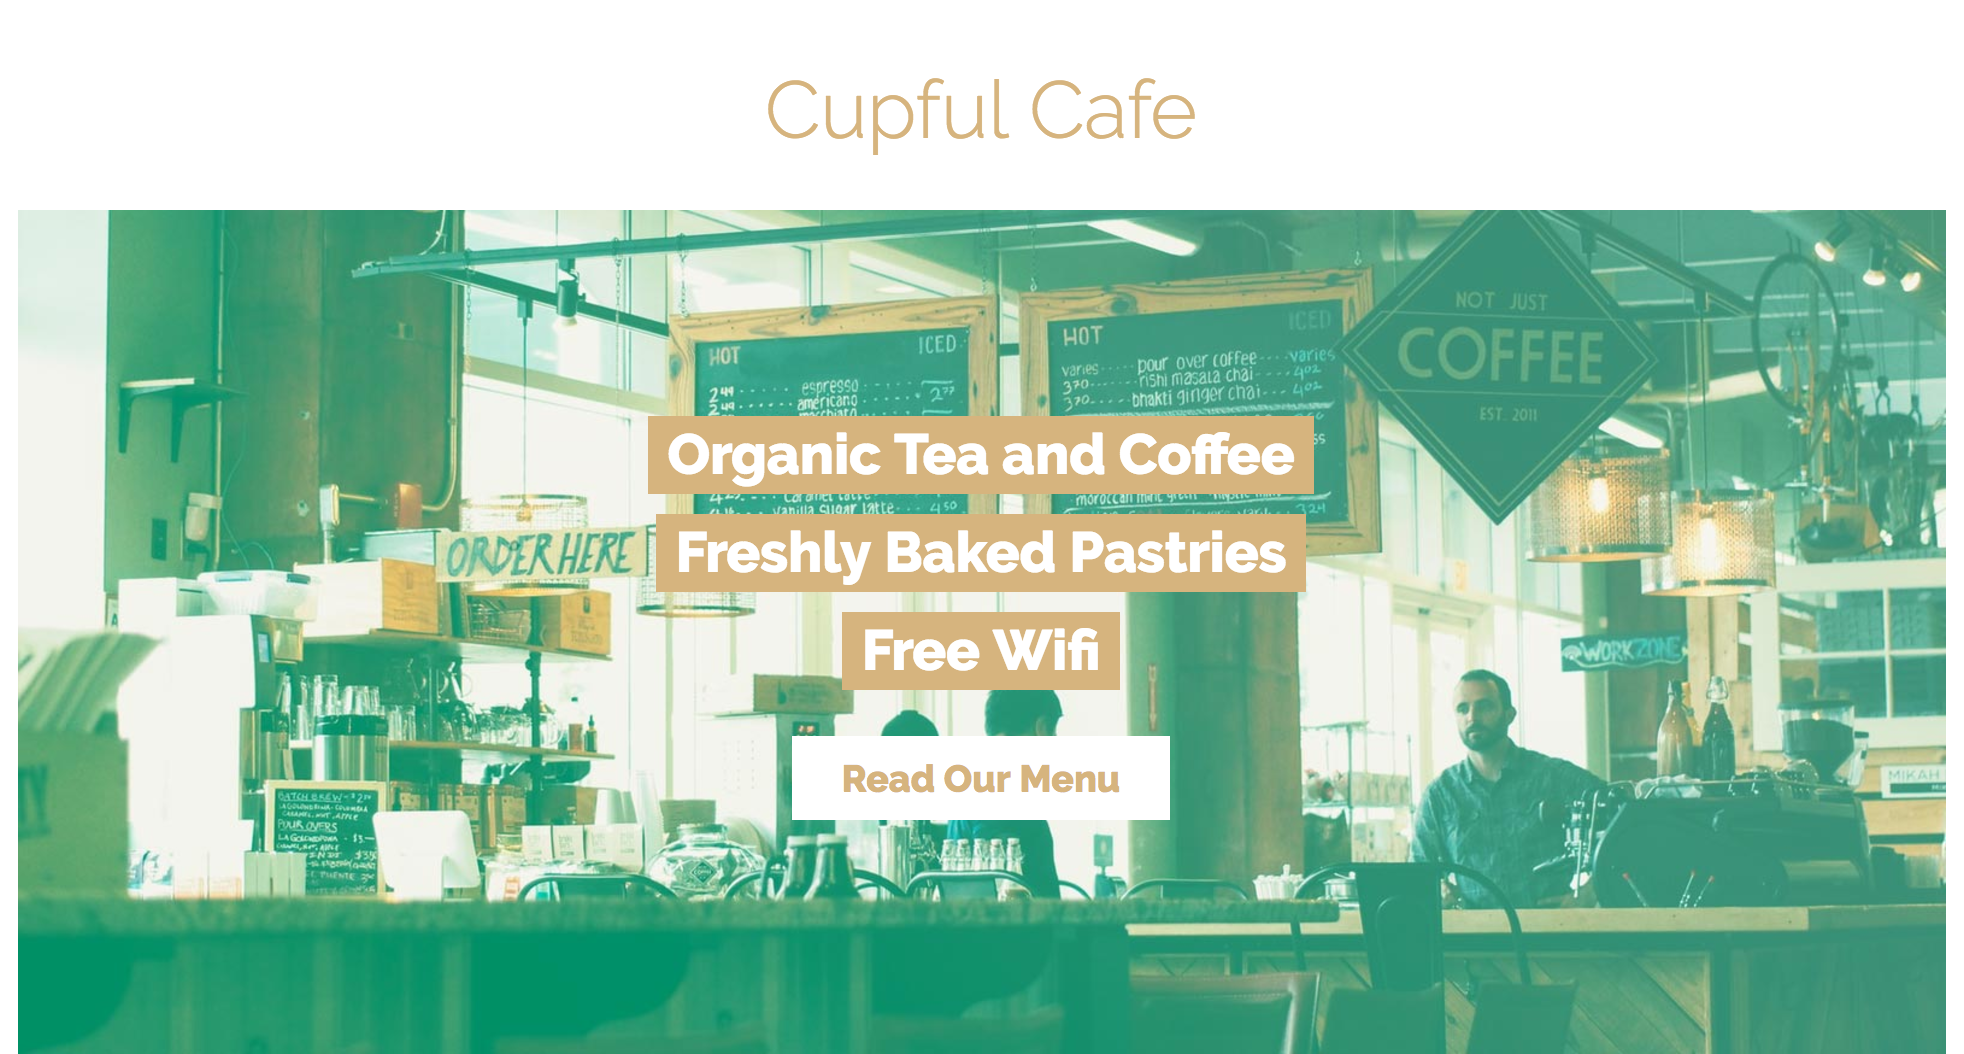 Cupful Cafe
NOT JUST
COFFEE
EST. 2011
HOT ICED
2.49 espresso 2.77
2.49 americano
macchiato
HOT ICED
varies pour over coffee varies
3.70 rishi masala chai 4.02
3.70 bhakti ginger chai 4.02
Organic Tea and Coffee
caramel latte
vanilla sugar latte 4.50
moroccan mint green mystic mint
Freshly Baked Pastries
ORDER HERE
Free Wifi
WORKZONE
Read Our Menu
MIKAH
BATCH BREW
POUR OVERS